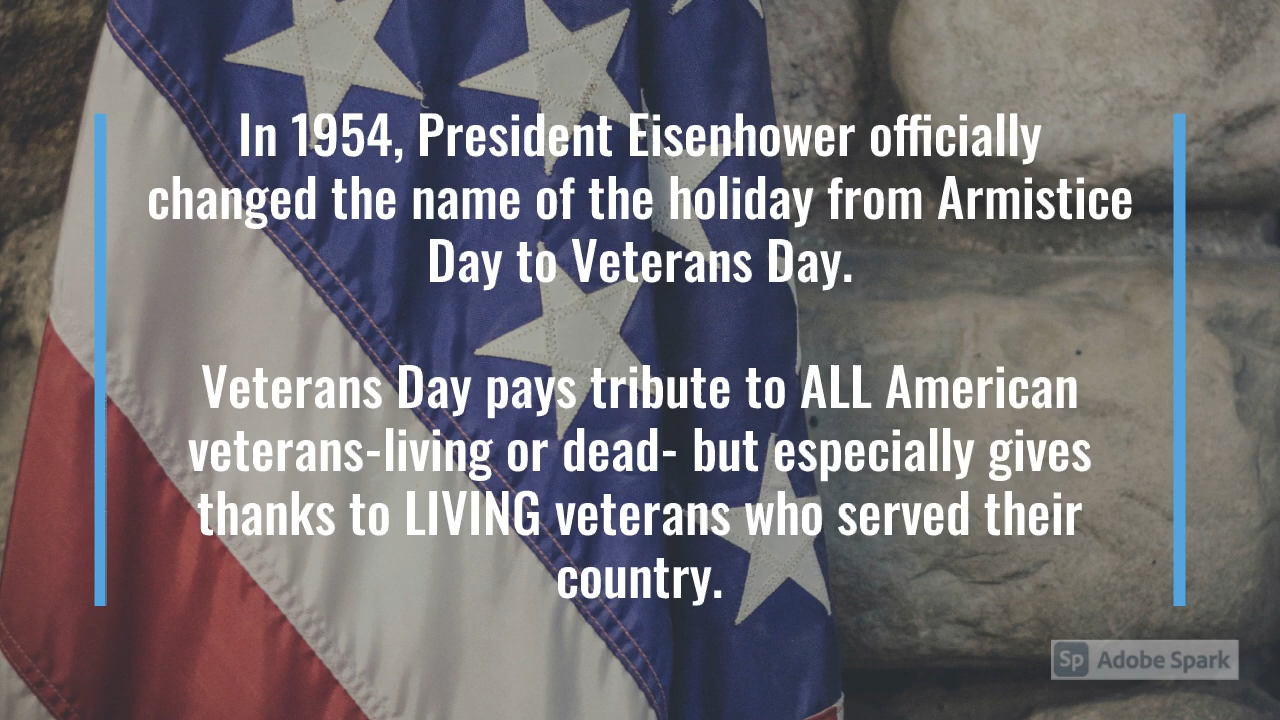 In 1954, President Eisenhower officially
changed the name of the holiday from Armistice
Day to Veterans Day.
Veterans Day pays tribute to ALL American
veterans-living or dead- but especially gives
thanks to LIVING veterans who served their
country.
Sp Adobe Spark